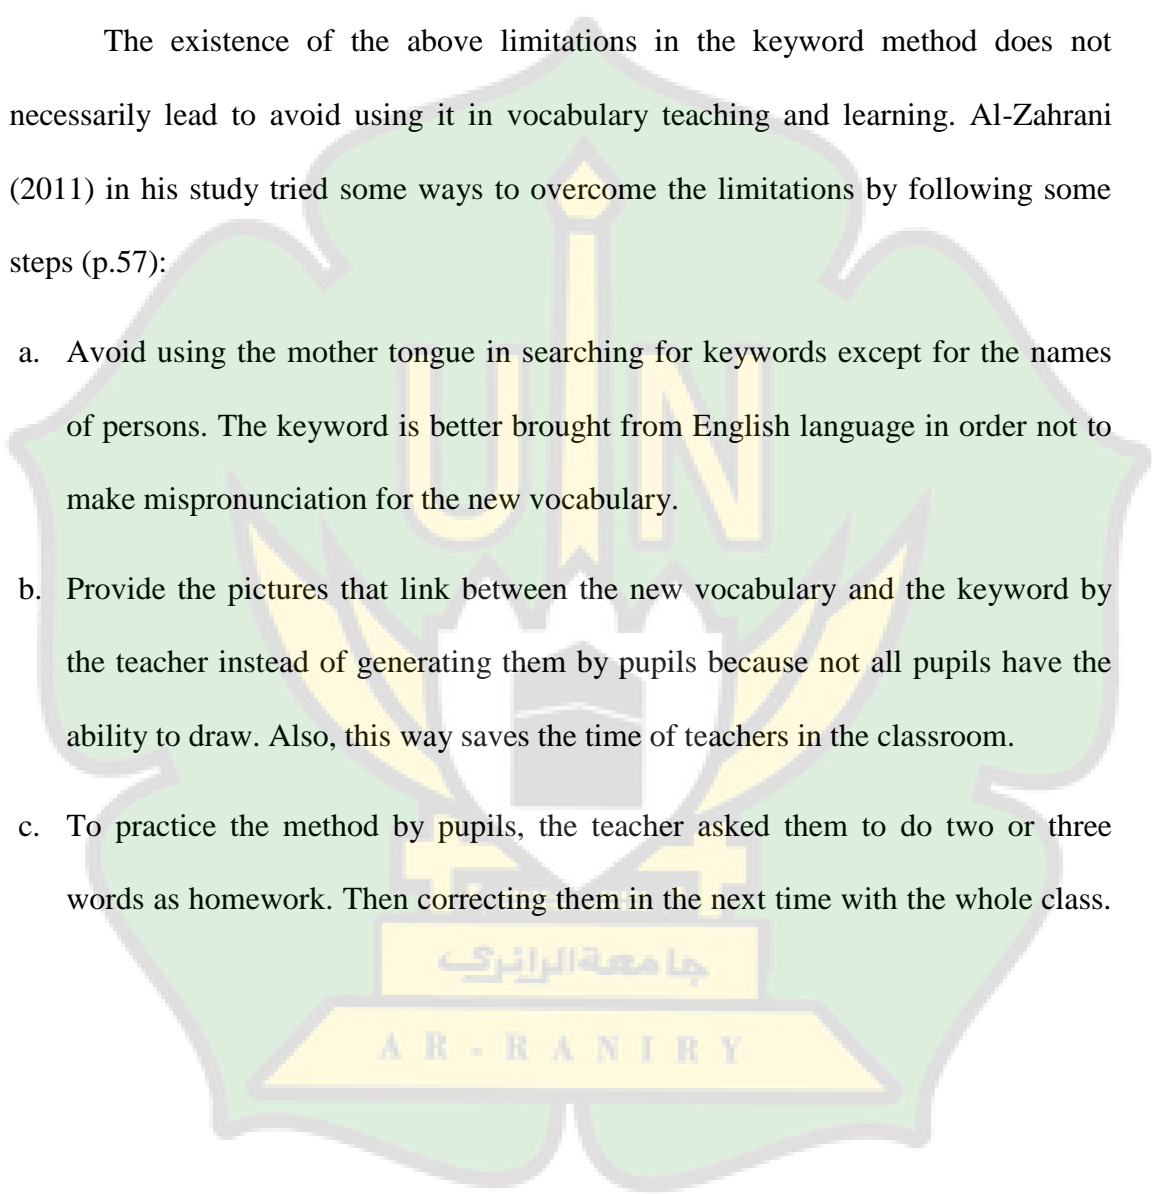 The existence of the above limitations in the keyword method does not
necessarily lead to avoid using it in vocabulary teaching and learning. Al-Zahrani
(2011) in his study tried some ways to overcome the limitations by following some
steps (p.57):
a. Avoid using the mother tongue in searching for keywords except for the names
of persons. The keyword is better brought from English language in order not to
make mispronunciation for the new vocabulary.
b. Provide the pictures that link between the new vocabulary and the keyword by
the teacher instead of generating them by pupils because not all pupils have the
ability to draw. Also, this way saves the time of teachers in the classroom.
c. To practice the method by pupils, the teacher asked them to do two or three
words as homework. Then correcting them in the next time with the whole class.
UIN
جامعة الرانري
AR-RANIRY